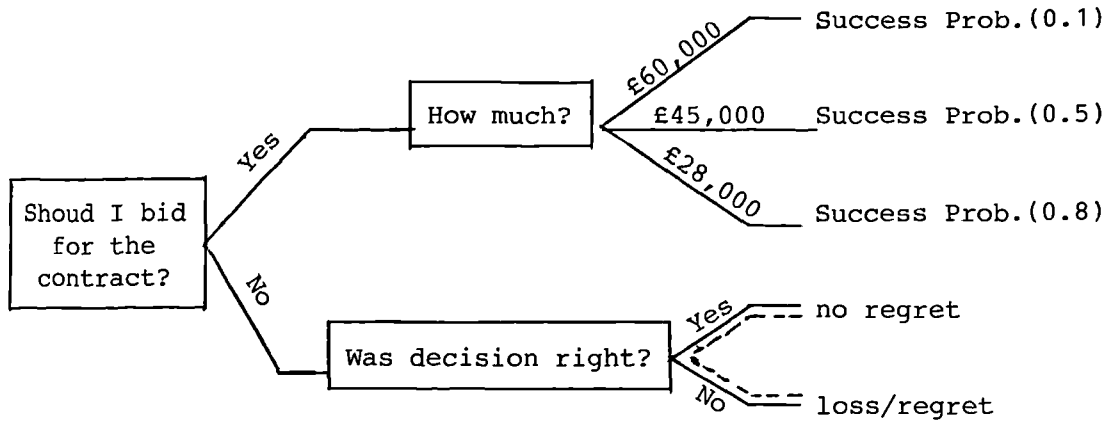 Success Prob.(0.1)
£60,000
How much?
£45,000
Success Prob.(0.5)
Yes
£28,000
Success Prob.(0.8)
Shoud I bid
for the
contract?
No
Was decision right?
Yes
no regret
No
loss/regret